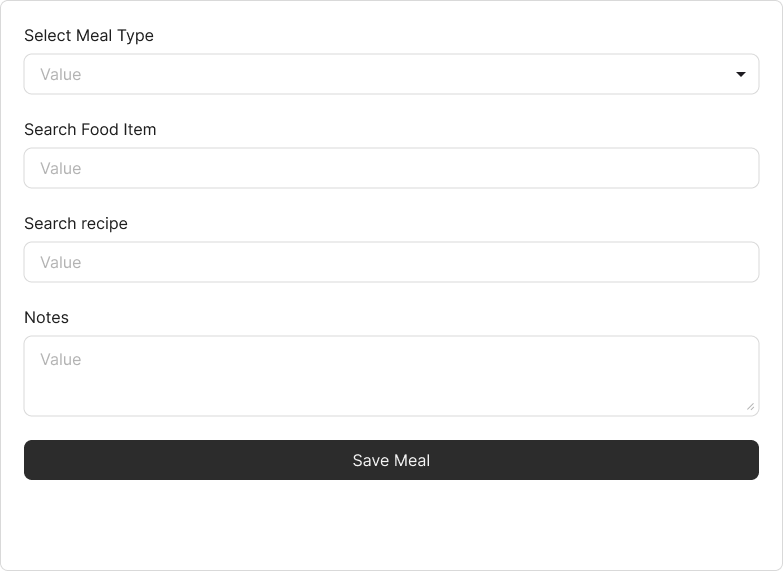 Select Meal Type
Value
Search Food Item
Value
Search recipe
Value
Notes
Value
Save Meal